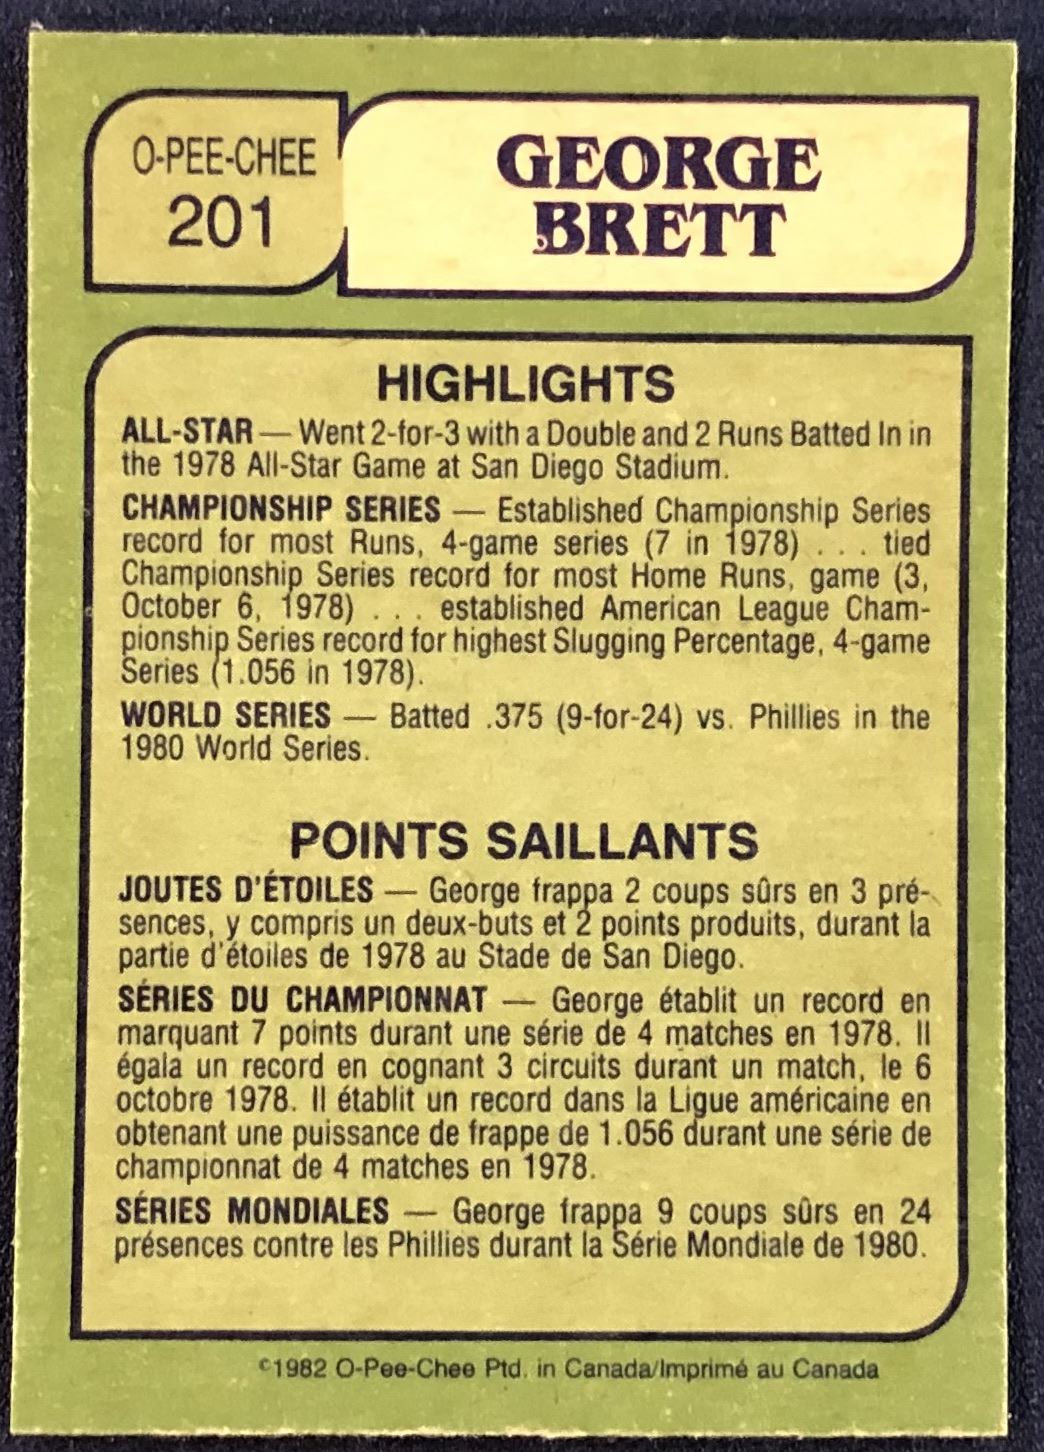 O-PEE-CHEE
201
GEORGE
BRETT
HIGHLIGHTS
ALL-STAR — Went 2-for-3 with a Double and 2 Runs Batted In in
the 1978 All-Star Game at San Diego Stadium.
CHAMPIONSHIP SERIES — Established Championship Series
record for most Runs, 4-game series (7 in 1978) . . . tied
Championship Series record for most Home Runs, game (3,
October 6, 1978) . . . established American League Cham-
pionship Series record for highest Slugging Percentage, 4-game
Series (1.056 in 1978).
WORLD SERIES — Batted .375 (9-for-24) vs. Phillies in the
1980 World Series.
POINTS SAILLANTS
JOUTES D'ÉTOILES — George frappa 2 coups sûrs en 3 pré-
sences, y compris un deux-buts et 2 points produits, durant la
partie d'étoiles de 1978 au Stade de San Diego.
SÉRIES DU CHAMPIONNAT — George établit un record en
marquant 7 points durant une série de 4 matches en 1978. Il
égala un record en cognant 3 circuits durant un match, le 6
octobre 1978. Il établit un record dans la Ligue américaine en
obtenant une puissance de frappe de 1.056 durant une série de
championnat de 4 matches en 1978.
SÉRIES MONDIALES — George frappa 9 coups sûrs en 24
présences contre les Phillies durant la Série Mondiale de 1980.
©1982 O-Pee-Chee Ptd. in Canada/Imprimé au Canada